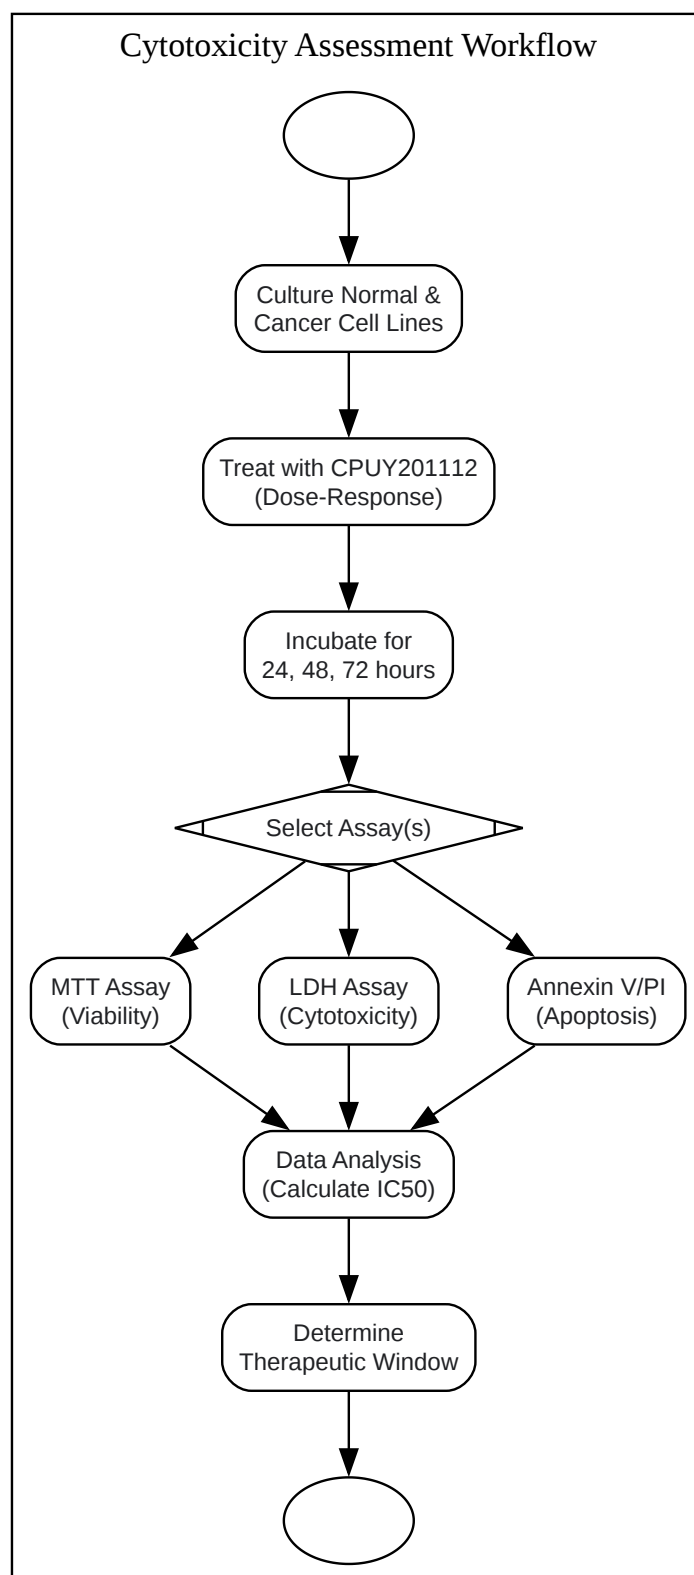 Cytotoxicity Assessment Workflow
Culture Normal &
Cancer Cell Lines
Treat with CPUY201112
(Dose-Response)
Incubate for
24, 48, 72 hours
Select Assay(s)
MTT Assay
(Viability)
LDH Assay
(Cytotoxicity)
Annexin V/PI
(Apoptosis)
Data Analysis
(Calculate IC50)
Determine
Therapeutic Window